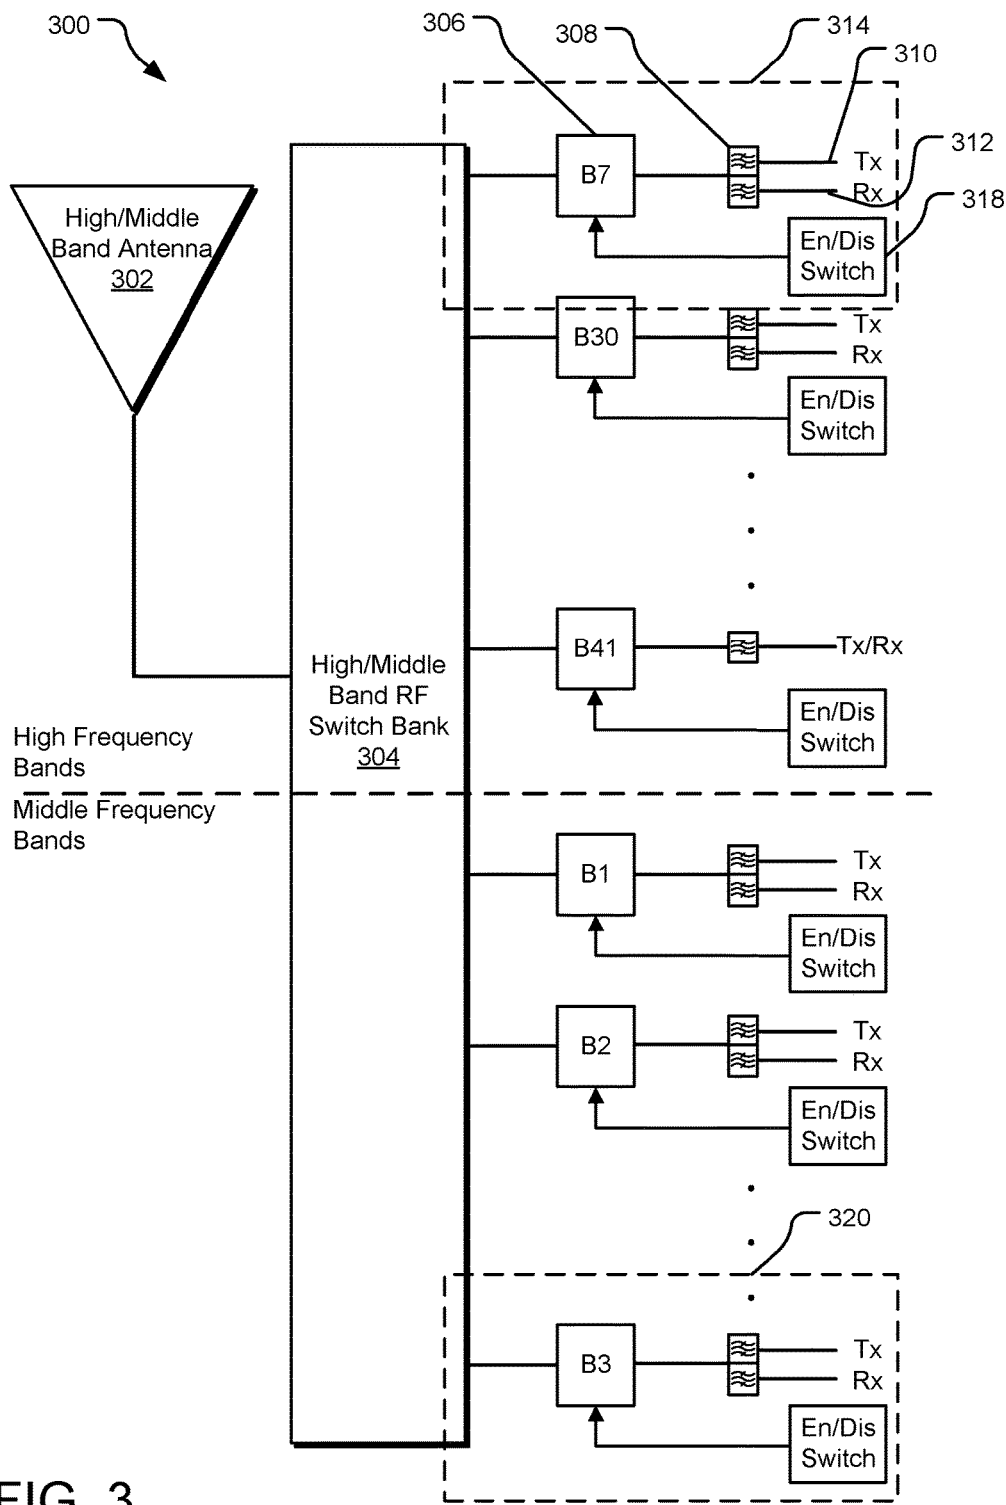 300
306
308
314
310
312
318
High/Middle
Band Antenna
302
B7
Tx
Rx
En/Dis
Switch
B30
Tx
Rx
En/Dis
Switch
B41
Tx/Rx
En/Dis
Switch
High/Middle
Band RF
Switch Bank
304
High Frequency
Bands
Middle Frequency
Bands
B1
Tx
Rx
En/Dis
Switch
B2
Tx
Rx
En/Dis
Switch
320
B3
Tx
Rx
En/Dis
Switch
FIG. 3